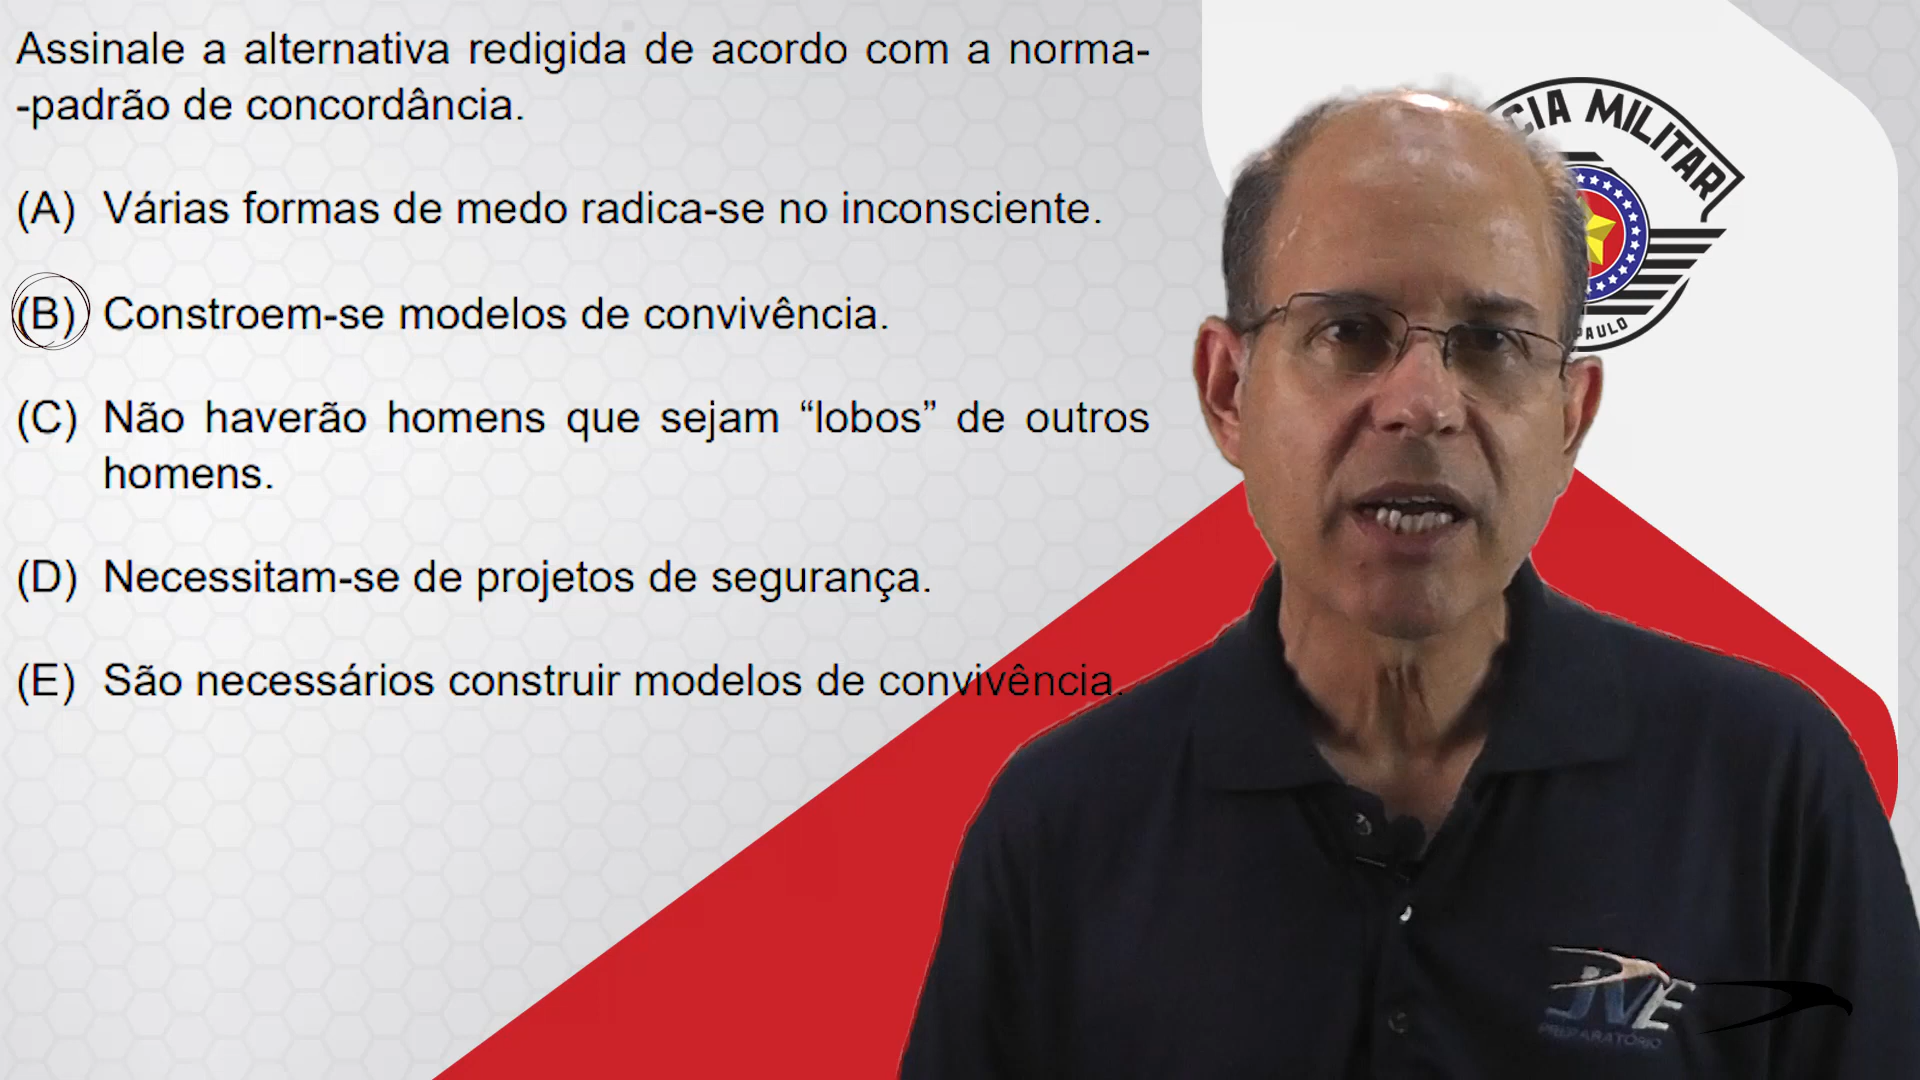 Assinale a alternativa redigida de acordo com a norma-
-padrão de concordância.
(A) Várias formas de medo radica-se no inconsciente.
(B) Constroem-se modelos de convivência.
(C) Não haverão homens que sejam “lobos” de outros
homens.
(D) Necessitam-se de projetos de segurança.
(E) São necessários construir modelos de convivência.
CIA MILITAR
PAULO
JVE
PREPARATÓRIO